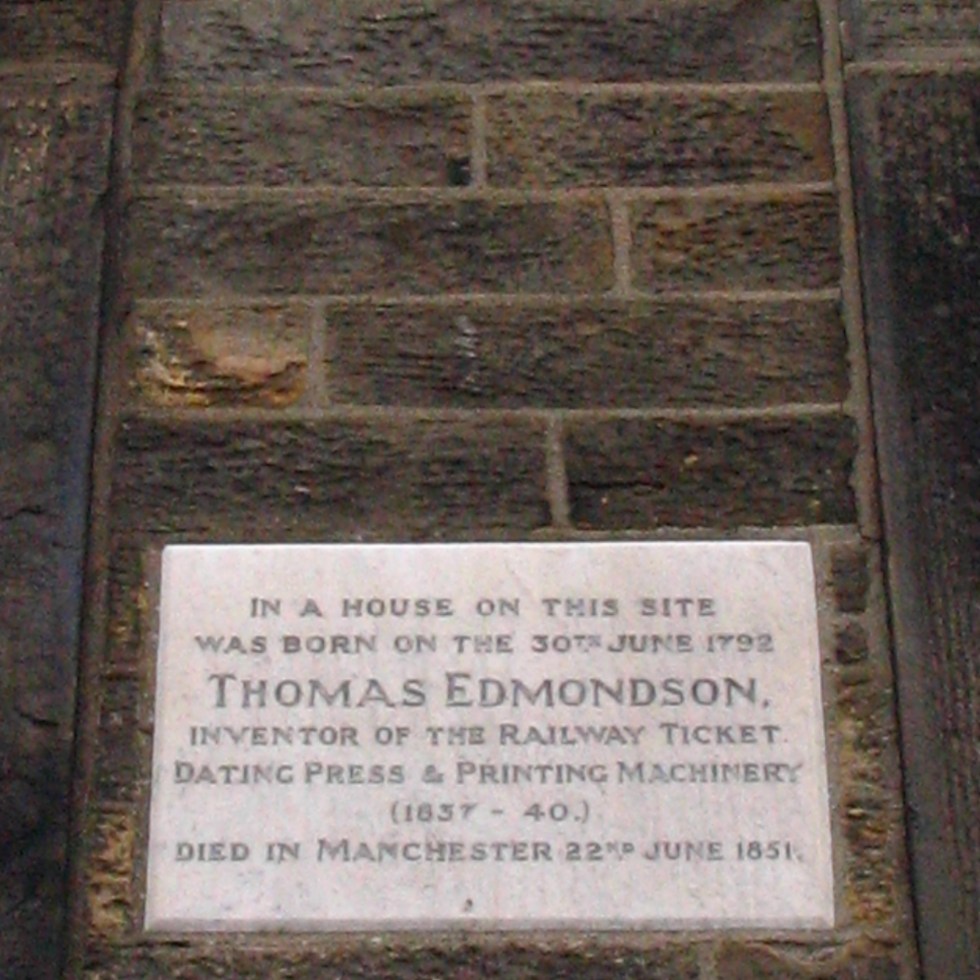 IN A HOUSE ON THIS SITE
WAS BORN ON THE 30TH JUNE 1792
THOMAS EDMONDSON,
INVENTOR OF THE RAILWAY TICKET
DATING PRESS & PRINTING MACHINERY
(1837 - 40.)
DIED IN MANCHESTER 22ND JUNE 1851.